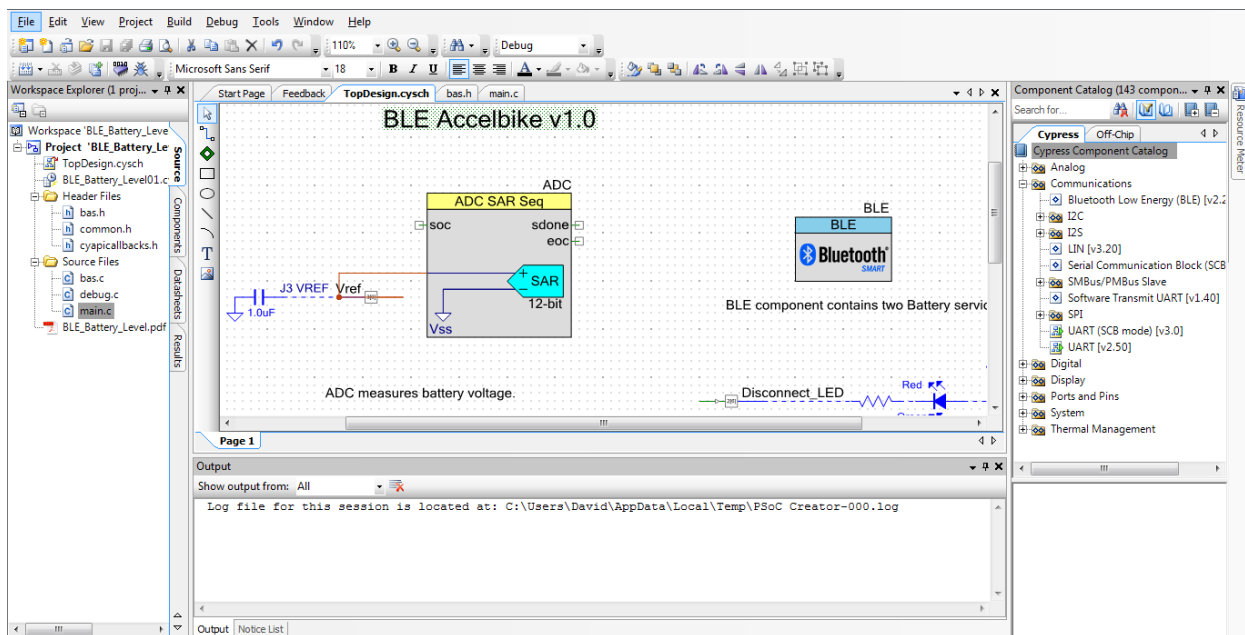 File Edit View Project Build Debug Tools Window Help
110% Debug
Microsoft Sans Serif 18 B I U A
Workspace Explorer (1 proj...
Workspace 'BLE_Battery_Leve
Project 'BLE_Battery_Le
TopDesign.cysch
BLE_Battery_Level01.c
Header Files
bas.h
common.h
cyapicallbacks.h
Source Files
bas.c
debug.c
main.c
BLE_Battery_Level.pdf
Source
Components
Datasheets
Results
Start Page Feedback TopDesign.cysch bas.h main.c
BLE Accelbike v1.0
ADC
ADC SAR Seq
soc sdone
eoc
SAR
12-bit
Vss
J3 VREF Vref
1.0uF
ADC measures battery voltage.
BLE
BLE
Bluetooth
SMART
BLE component contains two Battery servic
Disconnect_LED
Red
T
Page 1
Output
Show output from: All
Log file for this session is located at: C:\Users\David\AppData\Local\Temp\PSoC Creator-000.log
Output Notice List
Component Catalog (143 compon...
Search for...
Cypress Off-Chip
Cypress Component Catalog
Analog
Communications
Bluetooth Low Energy (BLE) [v2.2
I2C
I2S
LIN [v3.20]
Serial Communication Block (SCB
SMBus/PMBus Slave
Software Transmit UART [v1.40]
SPI
UART (SCB mode) [v3.0]
UART [v2.50]
Digital
Display
Ports and Pins
System
Thermal Management
Resource Meter